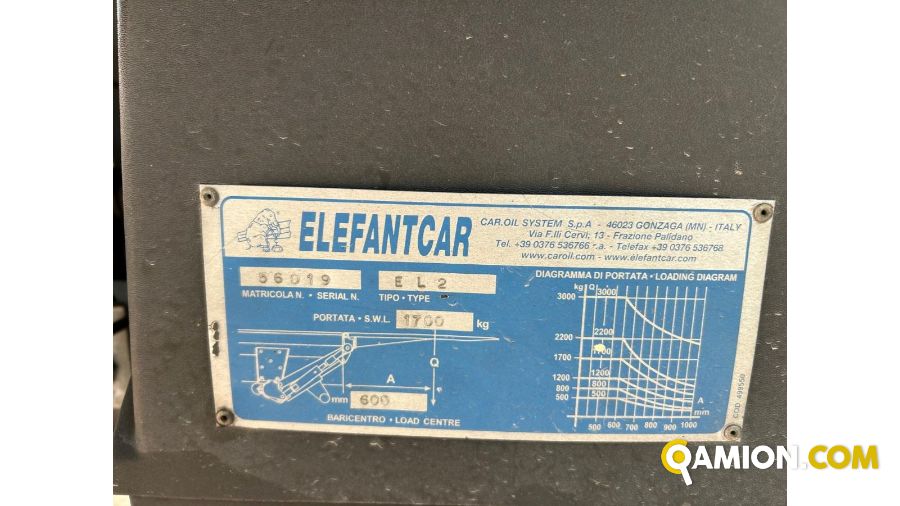 ELEFANTCAR
CAR.OIL SYSTEM S.p.A - 46023 GONZAGA (MN) - ITALY
Via F.lli Cervi, 13 - Frazione Palidano
Tel. +39 0376 536766 r.a. - Telefax +39 0376 536768
www.caroil.com - www.elefantcar.com
56019 EL2
MATRICOLA N. • SERIAL N. TIPO • TYPE
PORTATA • S.W.L. 1700 kg
Q
A
mm 600
BARICENTRO • LOAD CENTRE
DIAGRAMMA DI PORTATA • LOADING DIAGRAM
kg Q
3000 3000
2200 2200
1700 1700
1200 1200
800 800
500 500
A
mm
500 600 700 800 900 1000
COD. 499550
QAMION.COM